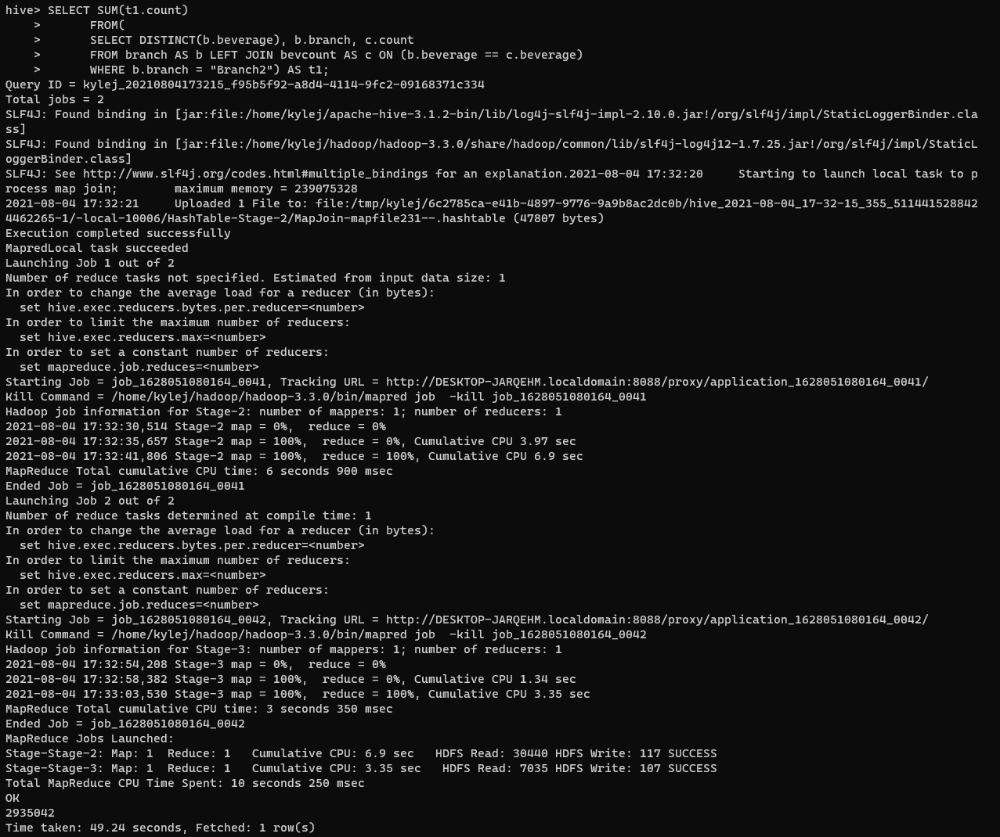 hive> SELECT SUM(t1.count)
    >       FROM(
    >       SELECT DISTINCT(b.beverage), b.branch, c.count
    >       FROM branch AS b LEFT JOIN bevcount AS c ON (b.beverage == c.beverage)
    >       WHERE b.branch = "Branch2") AS t1;
Query ID = kylej_20210804173215_f95b5f92-a8d4-4114-9fc2-09168371c334
Total jobs = 2
SLF4J: Found binding in [jar:file:/home/kylej/apache-hive-3.1.2-bin/lib/log4j-slf4j-impl-2.10.0.jar!/org/slf4j/impl/StaticLoggerBinder.cla
ss]
SLF4J: Found binding in [jar:file:/home/kylej/hadoop/hadoop-3.3.0/share/hadoop/common/lib/slf4j-log4j12-1.7.25.jar!/org/slf4j/impl/StaticL
oggerBinder.class]
SLF4J: See http://www.slf4j.org/codes.html#multiple_bindings for an explanation.2021-08-04 17:32:20     Starting to launch local task to p
rocess map join;        maximum memory = 239075328
2021-08-04 17:32:21     Uploaded 1 File to: file:/tmp/kylej/6c2785ca-e41b-4897-9776-9a9b8ac2dc0b/hive_2021-08-04_17-32-15_355_511441528842
4462265-1/-local-10006/HashTable-Stage-2/MapJoin-mapfile231--.hashtable (47807 bytes)
Execution completed successfully
MapredLocal task succeeded
Launching Job 1 out of 2
Number of reduce tasks not specified. Estimated from input data size: 1
In order to change the average load for a reducer (in bytes):
  set hive.exec.reducers.bytes.per.reducer=<number>
In order to limit the maximum number of reducers:
  set hive.exec.reducers.max=<number>
In order to set a constant number of reducers:
  set mapreduce.job.reduces=<number>
Starting Job = job_1628051080164_0041, Tracking URL = http://DESKTOP-JARQEHM.localdomain:8088/proxy/application_1628051080164_0041/
Kill Command = /home/kylej/hadoop/hadoop-3.3.0/bin/mapred job  -kill job_1628051080164_0041
Hadoop job information for Stage-2: number of mappers: 1; number of reducers: 1
2021-08-04 17:32:30,514 Stage-2 map = 0%,  reduce = 0%
2021-08-04 17:32:35,657 Stage-2 map = 100%,  reduce = 0%, Cumulative CPU 3.97 sec
2021-08-04 17:32:41,806 Stage-2 map = 100%,  reduce = 100%, Cumulative CPU 6.9 sec
MapReduce Total cumulative CPU time: 6 seconds 900 msec
Ended Job = job_1628051080164_0041
Launching Job 2 out of 2
Number of reduce tasks determined at compile time: 1
In order to change the average load for a reducer (in bytes):
  set hive.exec.reducers.bytes.per.reducer=<number>
In order to limit the maximum number of reducers:
  set hive.exec.reducers.max=<number>
In order to set a constant number of reducers:
  set mapreduce.job.reduces=<number>
Starting Job = job_1628051080164_0042, Tracking URL = http://DESKTOP-JARQEHM.localdomain:8088/proxy/application_1628051080164_0042/
Kill Command = /home/kylej/hadoop/hadoop-3.3.0/bin/mapred job  -kill job_1628051080164_0042
Hadoop job information for Stage-3: number of mappers: 1; number of reducers: 1
2021-08-04 17:32:54,208 Stage-3 map = 0%,  reduce = 0%
2021-08-04 17:32:58,382 Stage-3 map = 100%,  reduce = 0%, Cumulative CPU 1.34 sec
2021-08-04 17:33:03,530 Stage-3 map = 100%,  reduce = 100%, Cumulative CPU 3.35 sec
MapReduce Total cumulative CPU time: 3 seconds 350 msec
Ended Job = job_1628051080164_0042
MapReduce Jobs Launched:
Stage-Stage-2: Map: 1  Reduce: 1   Cumulative CPU: 6.9 sec   HDFS Read: 30440 HDFS Write: 117 SUCCESS
Stage-Stage-3: Map: 1  Reduce: 1   Cumulative CPU: 3.35 sec   HDFS Read: 7035 HDFS Write: 107 SUCCESS
Total MapReduce CPU Time Spent: 10 seconds 250 msec
OK
2935042
Time taken: 49.24 seconds, Fetched: 1 row(s)